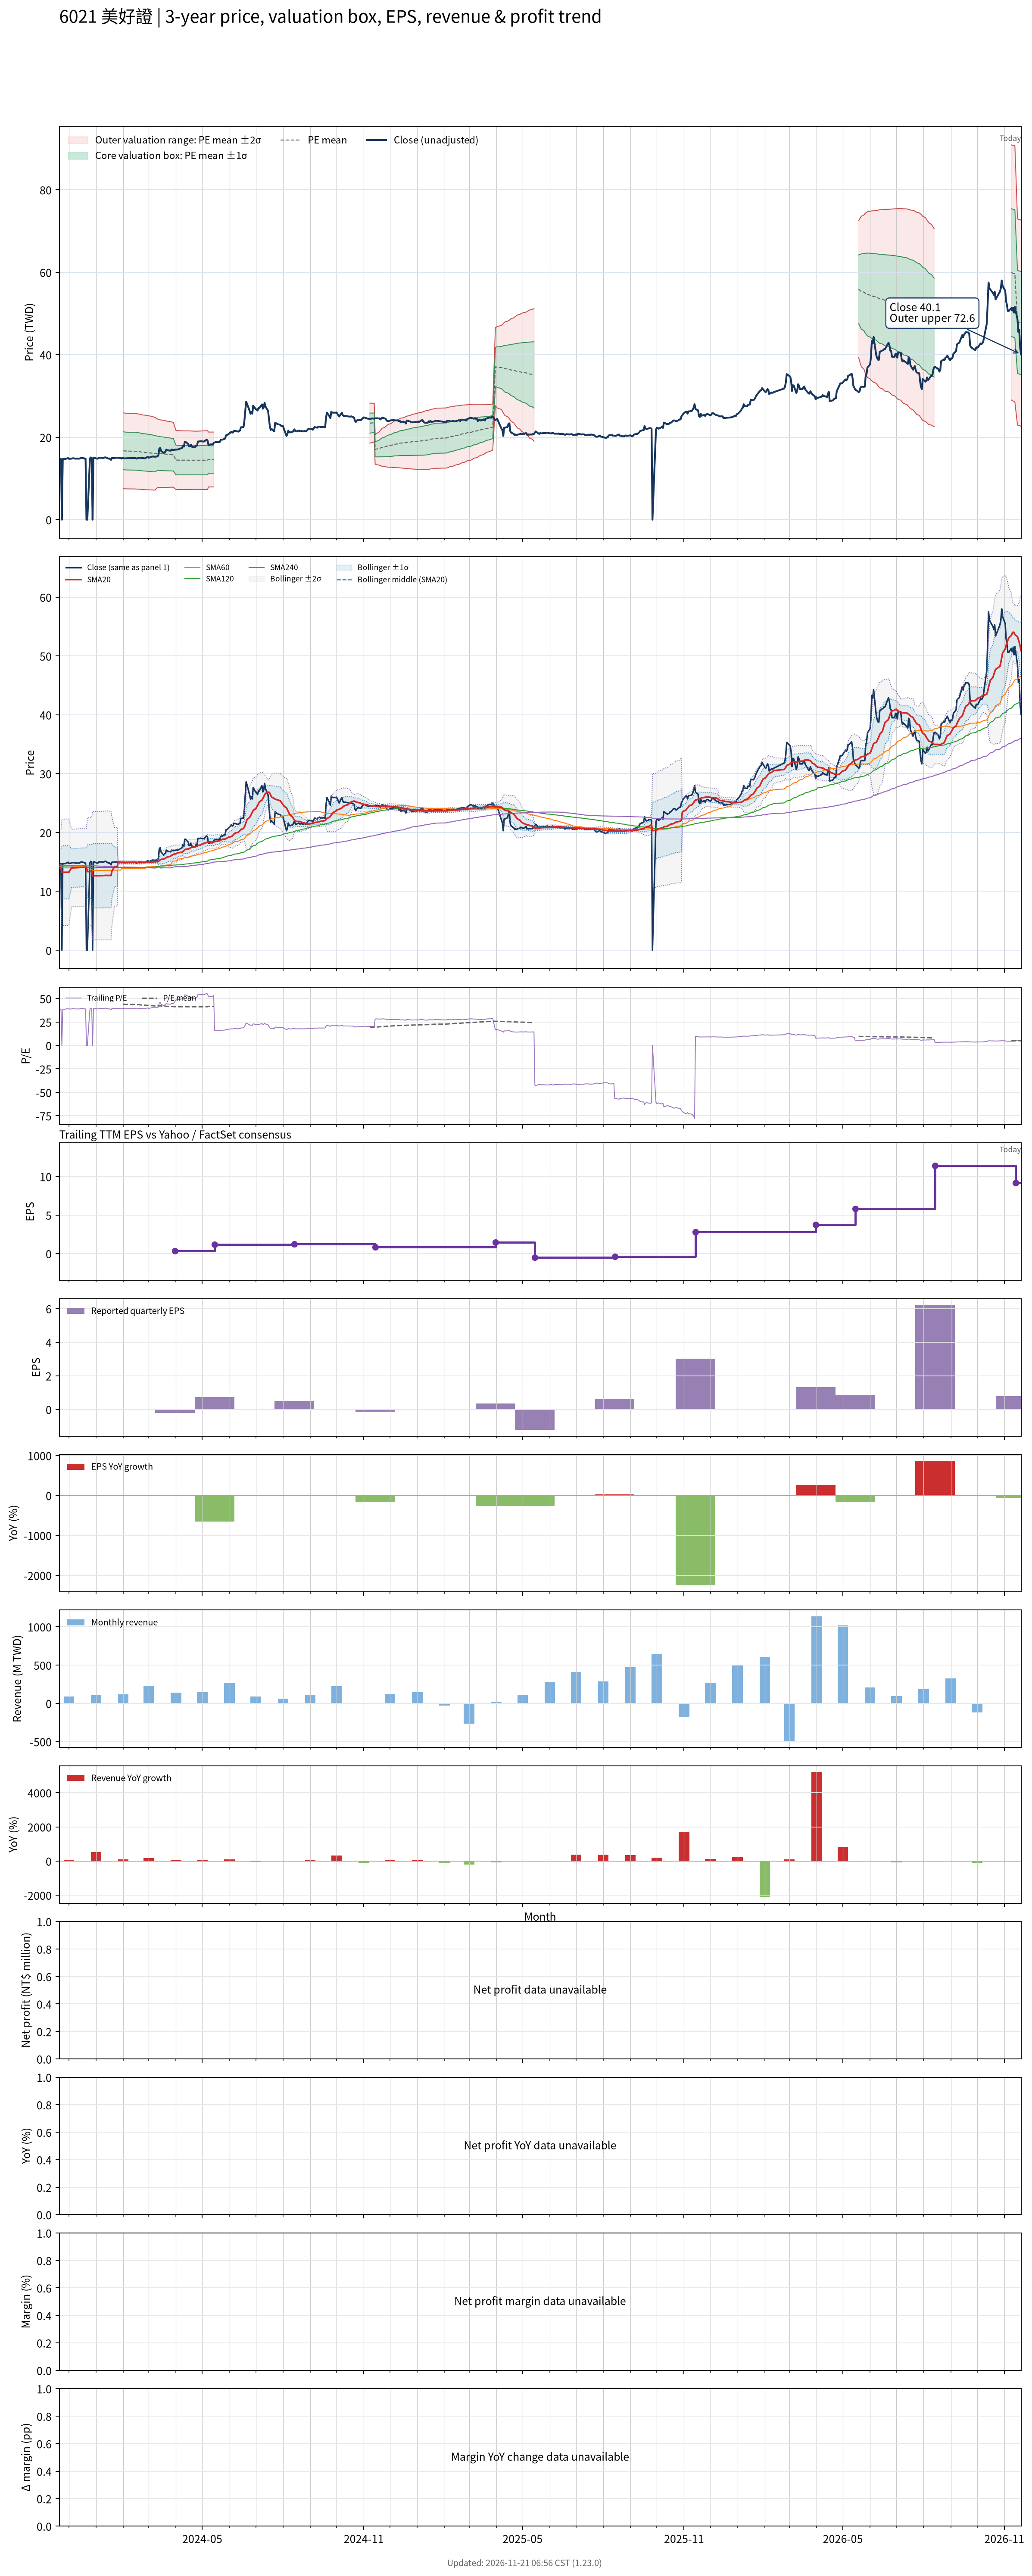 6021 美好證 | 3-year price, valuation box, EPS, revenue & profit trend
Outer valuation range: PE mean ±2σ
PE mean
Close (unadjusted)
Core valuation box: PE mean ±1σ
Today
Close 40.1
Outer upper 72.6
Price (TWD)
80
60
40
20
0
Close (same as panel 1)
SMA20
SMA60
SMA120
SMA240
Bollinger ±2σ
Bollinger ±1σ
Bollinger middle (SMA20)
Price
60
50
40
30
20
10
0
Trailing P/E
P/E mean
P/E
50
25
0
-25
-50
-75
Trailing TTM EPS vs Yahoo / FactSet consensus
Today
EPS
10
5
0
Reported quarterly EPS
EPS
6
4
2
0
EPS YoY growth
YoY (%)
1000
0
-1000
-2000
Monthly revenue
Revenue (M TWD)
1000
500
0
-500
Revenue YoY growth
YoY (%)
4000
2000
0
-2000
Month
Net profit (NT$ million)
1.0
0.8
0.6
0.4
0.2
0.0
Net profit data unavailable
YoY (%)
1.0
0.8
0.6
0.4
0.2
0.0
Net profit YoY data unavailable
Margin (%)
1.0
0.8
0.6
0.4
0.2
0.0
Net profit margin data unavailable
Δ margin (pp)
1.0
0.8
0.6
0.4
0.2
0.0
Margin YoY change data unavailable
2024-05
2024-11
2025-05
2025-11
2026-05
2026-11
Updated: 2026-11-21 06:56 CST (1.23.0)